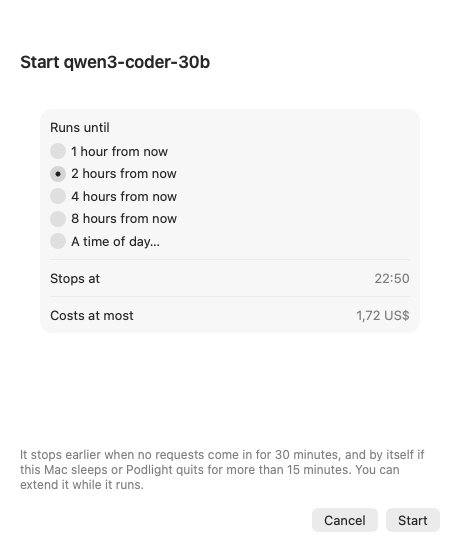 Start qwen3-coder-30b
Runs until
1 hour from now
2 hours from now
4 hours from now
8 hours from now
A time of day...
Stops at 22:50
Costs at most 1,72 US$
It stops earlier when no requests come in for 30 minutes, and by itself if
this Mac sleeps or Podlight quits for more than 15 minutes. You can
extend it while it runs.
Cancel Start